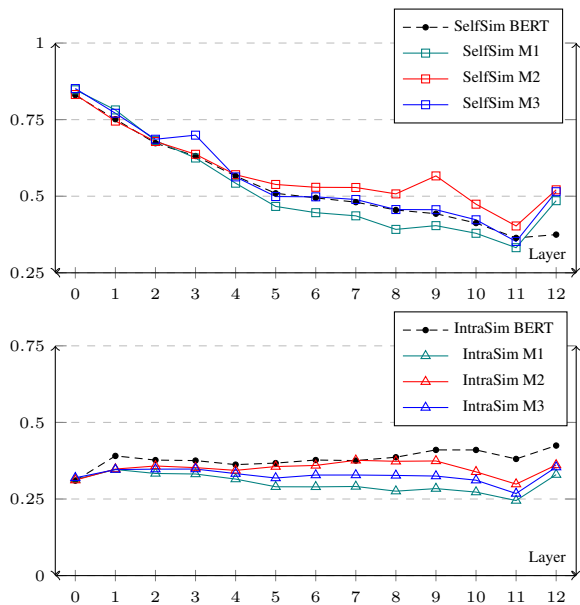 1
0.75
0.5
0.25
SelfSim BERT
SelfSim M1
SelfSim M2
SelfSim M3
Layer
0 1 2 3 4 5 6 7 8 9 10 11 12
0.75
0.5
0.25
0
IntraSim BERT
IntraSim M1
IntraSim M2
IntraSim M3
Layer
0 1 2 3 4 5 6 7 8 9 10 11 12